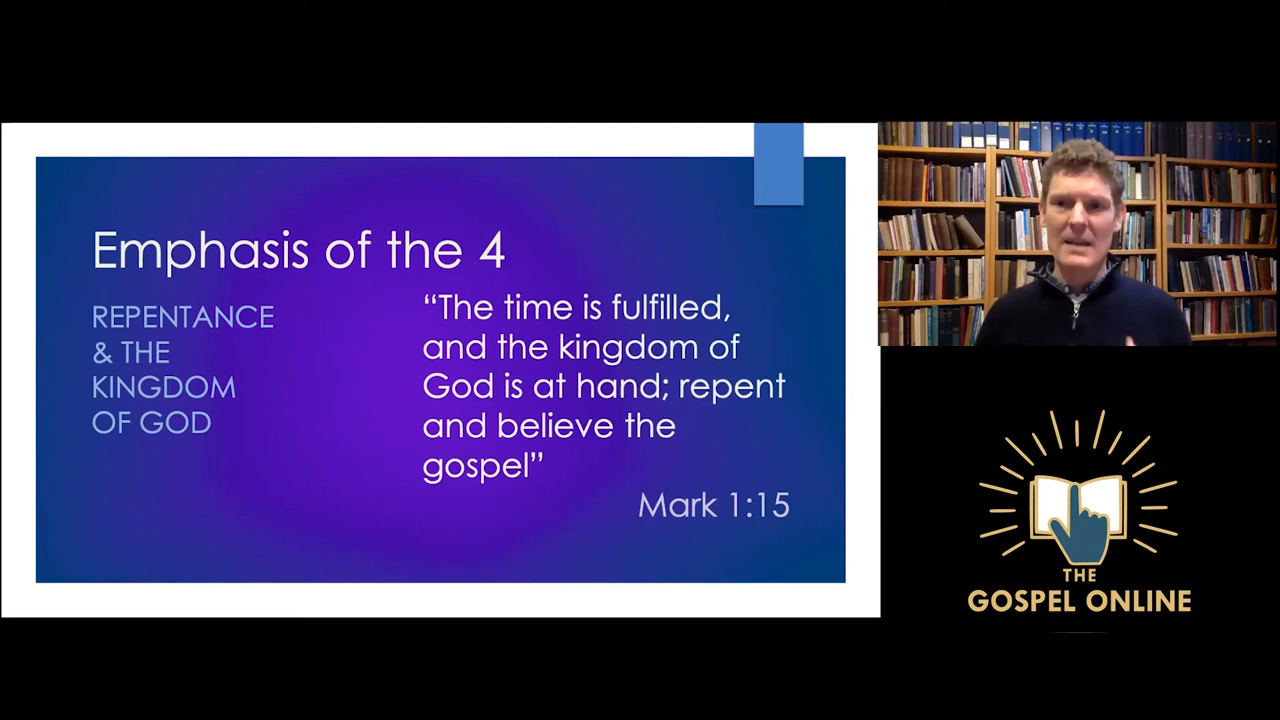 Emphasis of the 4
REPENTANCE
& THE
KINGDOM
OF GOD
“The time is fulfilled,
and the kingdom of
God is at hand; repent
and believe the
gospel”
Mark 1:15
THE
GOSPEL ONLINE